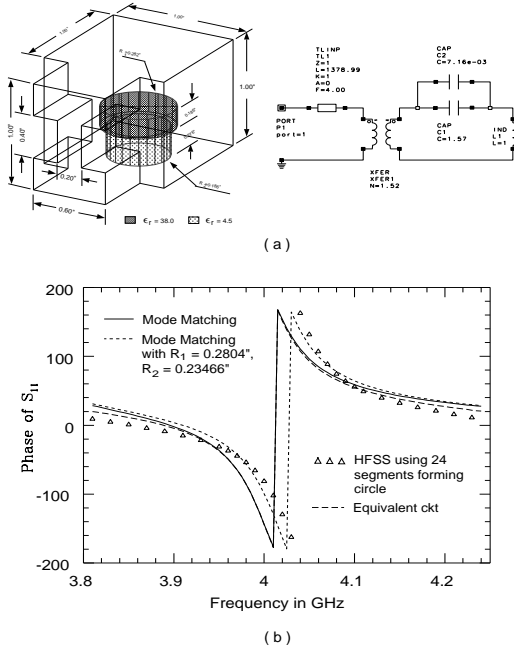 1.00"
1.00"
1.00"
1.00"
0.40"
0.20"
0.60"
εr = 38.0
εr = 4.5
TLINP
TL1
Z=1
L=1378.99
K=1
A=0
F=4.00
CAP
C2
C=7.16e-03
PORT
P1
port=1
CAP
C1
C=1.57
IND
L1
L=1
XFER
XFER1
N=1.52
( a )
200
100
0
-100
-200
Phase of S11
Mode Matching
Mode Matching
with R1 = 0.2804",
R2 = 0.23466"
HFSS using 24
segments forming
circle
Equivalent ckt
3.8
3.9
4
4.1
4.2
Frequency in GHz
( b )